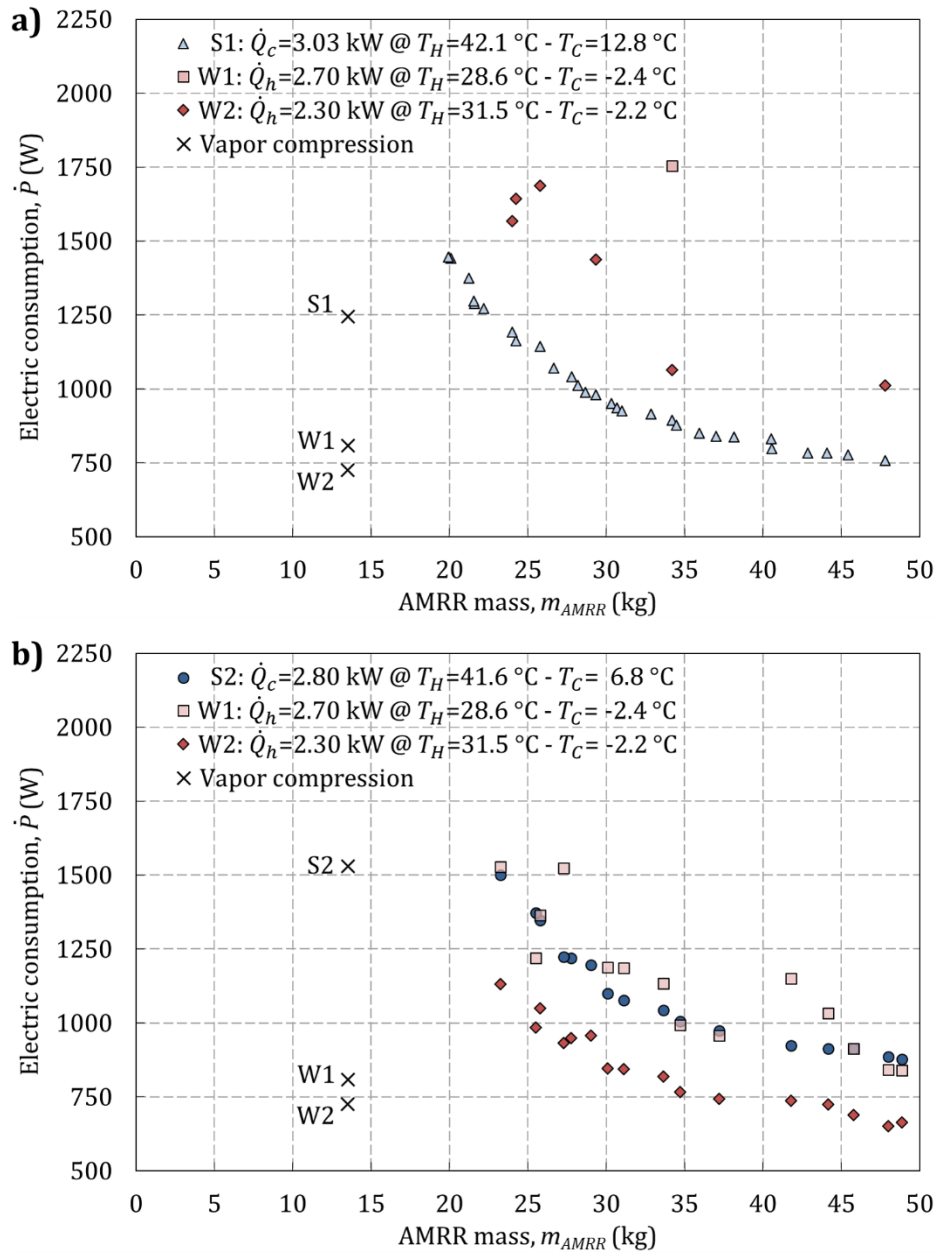 a)
2250
2000
1750
1500
1250
1000
750
500
Electric consumption, Ṗ (W)
S1: Q̇c=3.03 kW @ TH=42.1 °C - TC=12.8 °C
W1: Q̇h=2.70 kW @ TH=28.6 °C - TC= -2.4 °C
W2: Q̇h=2.30 kW @ TH=31.5 °C - TC= -2.2 °C
Vapor compression
S1
W1
W2
0 5 10 15 20 25 30 35 40 45 50
AMRR mass, mAMRR (kg)
b)
2250
2000
1750
1500
1250
1000
750
500
Electric consumption, Ṗ (W)
S2: Q̇c=2.80 kW @ TH=41.6 °C - TC= 6.8 °C
W1: Q̇h=2.70 kW @ TH=28.6 °C - TC= -2.4 °C
W2: Q̇h=2.30 kW @ TH=31.5 °C - TC= -2.2 °C
Vapor compression
S2
W1
W2
0 5 10 15 20 25 30 35 40 45 50
AMRR mass, mAMRR (kg)